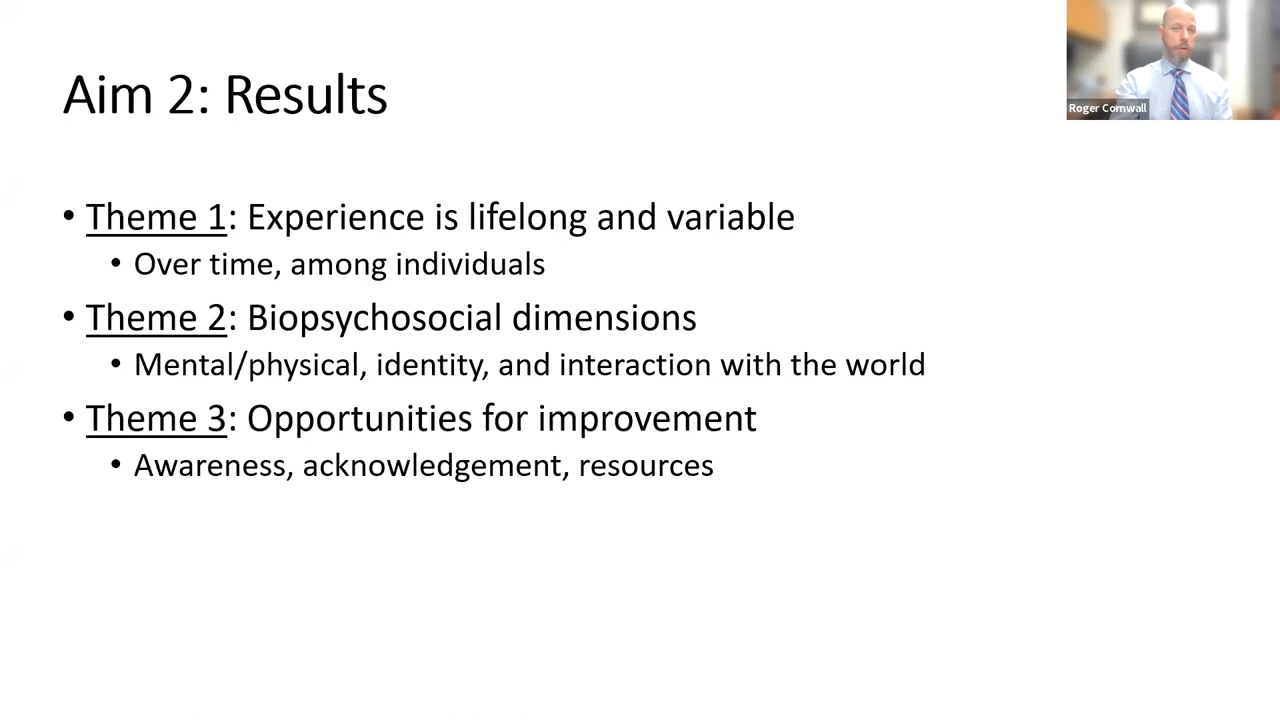 Aim 2: Results
Roger Cornwall
• Theme 1: Experience is lifelong and variable
• Over time, among individuals
• Theme 2: Biopsychosocial dimensions
• Mental/physical, identity, and interaction with the world
• Theme 3: Opportunities for improvement
• Awareness, acknowledgement, resources